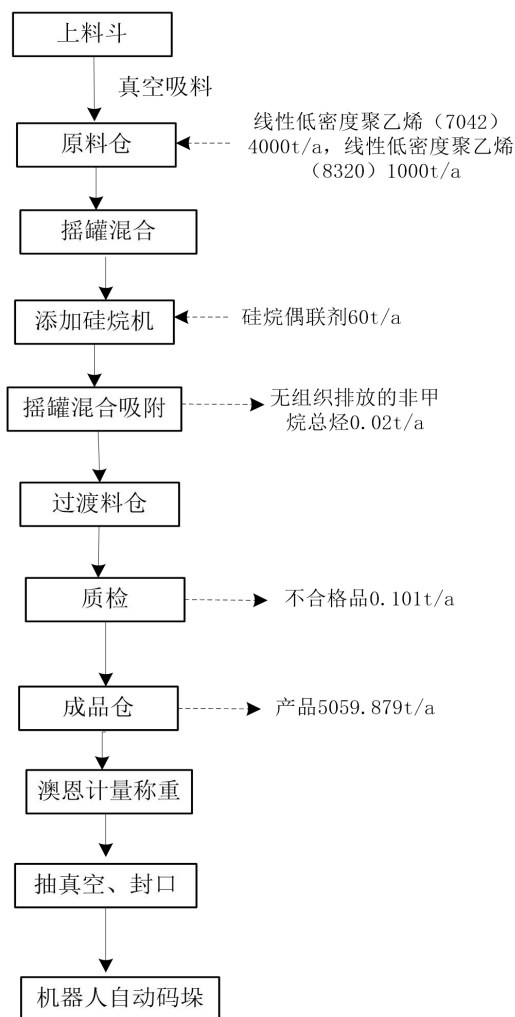 上料斗
真空吸料
原料仓
线性低密度聚乙烯（7042）
4000t/a，线性低密度聚乙烯
（8320）1000t/a
摇罐混合
添加硅烷机
硅烷偶联剂60t/a
摇罐混合吸附
无组织排放的非甲
烷总烃0.02t/a
过渡料仓
质检
不合格品0.101t/a
成品仓
产品5059.879t/a
澳恩计量称重
抽真空、封口
机器人自动码垛